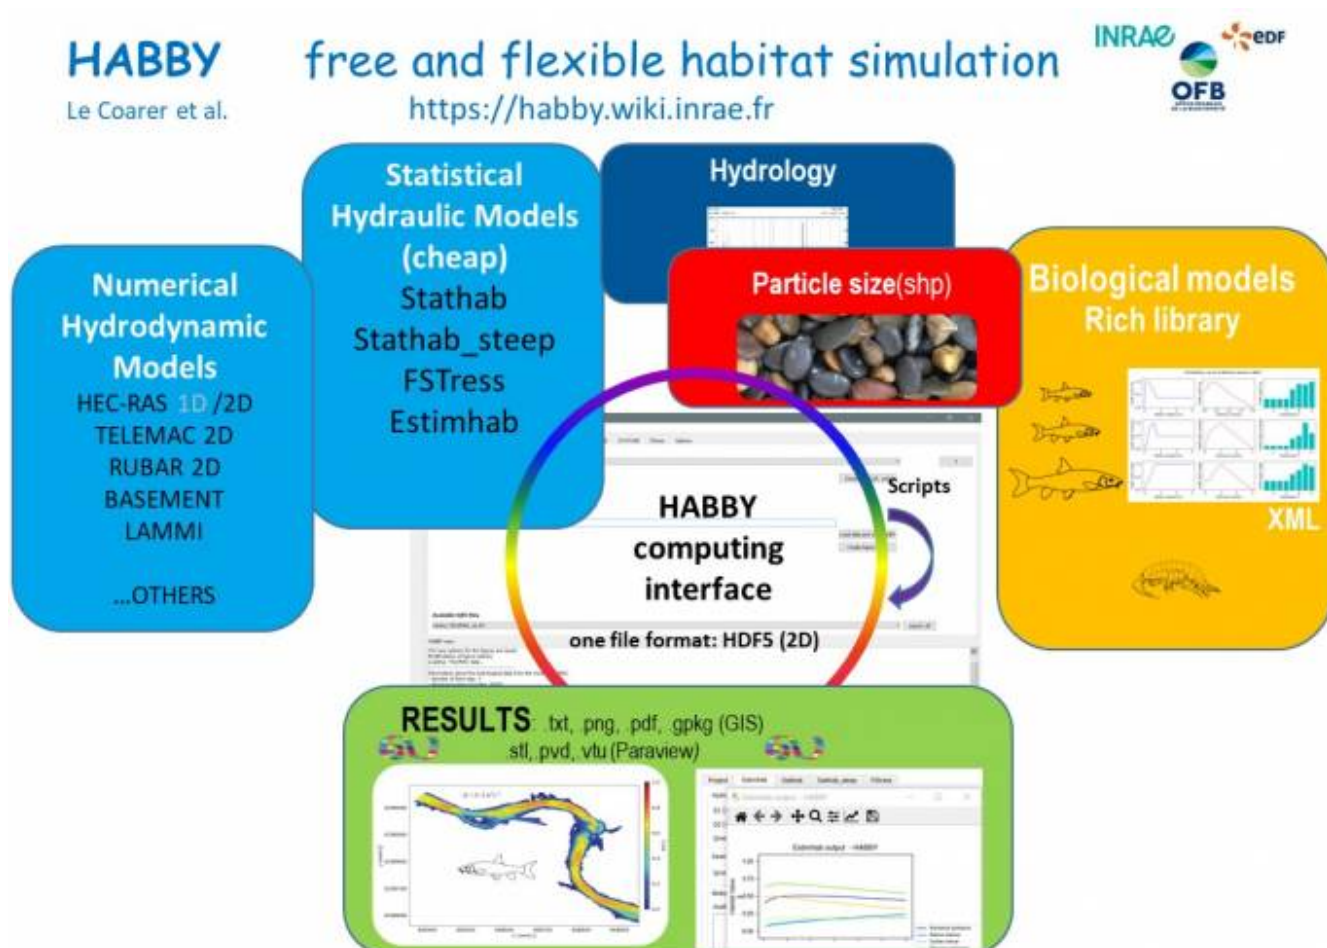 HABBY free and flexible habitat simulation
Le Coarer et al. https://habby.wiki.inrae.fr
INRAE
edf
OFB
Statistical
Hydraulic Models
(cheap)
Stathab
Stathab_steep
FSTress
Estimhab
Hydrology
Particle size(shp)
Numerical
Hydrodynamic
Models
HEC-RAS 1D /2D
TELEMAC 2D
RUBAR 2D
BASEMENT
LAMMI
...OTHERS
Biological models
Rich library
XML
Scripts
HABBY
computing
interface
one file format: HDF5 (2D)
RESULTS: .txt, .png, .pdf, .gpkg (GIS)
stl, pvd, vtu (Paraview)
Estimhab output - HABBY